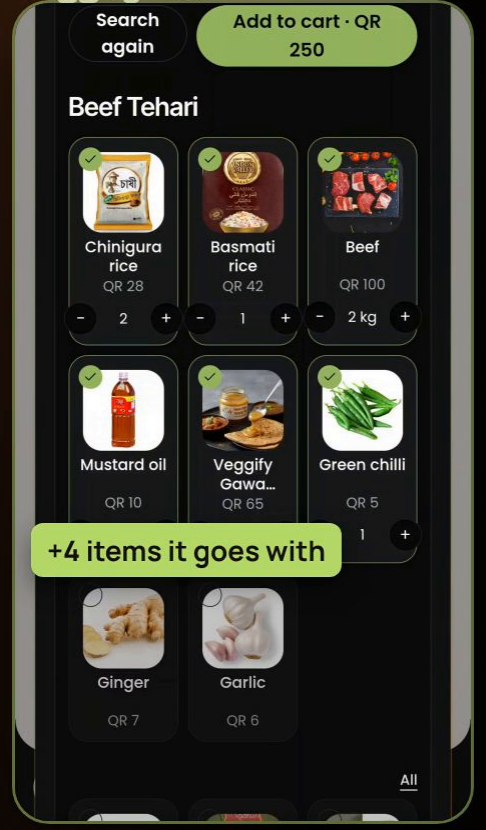 Search
again
Add to cart · QR
250
Beef Tehari
চাষী
CLASSIC
Chinigura
rice
QR 28
- 2 +
Basmati
rice
QR 42
- 1 +
Beef
QR 100
- 2 kg +
Mustard oil
QR 10
Veggify
Gawa...
QR 65
Green chilli
QR 5
1 +
+4 items it goes with
Ginger
QR 7
Garlic
QR 6
All